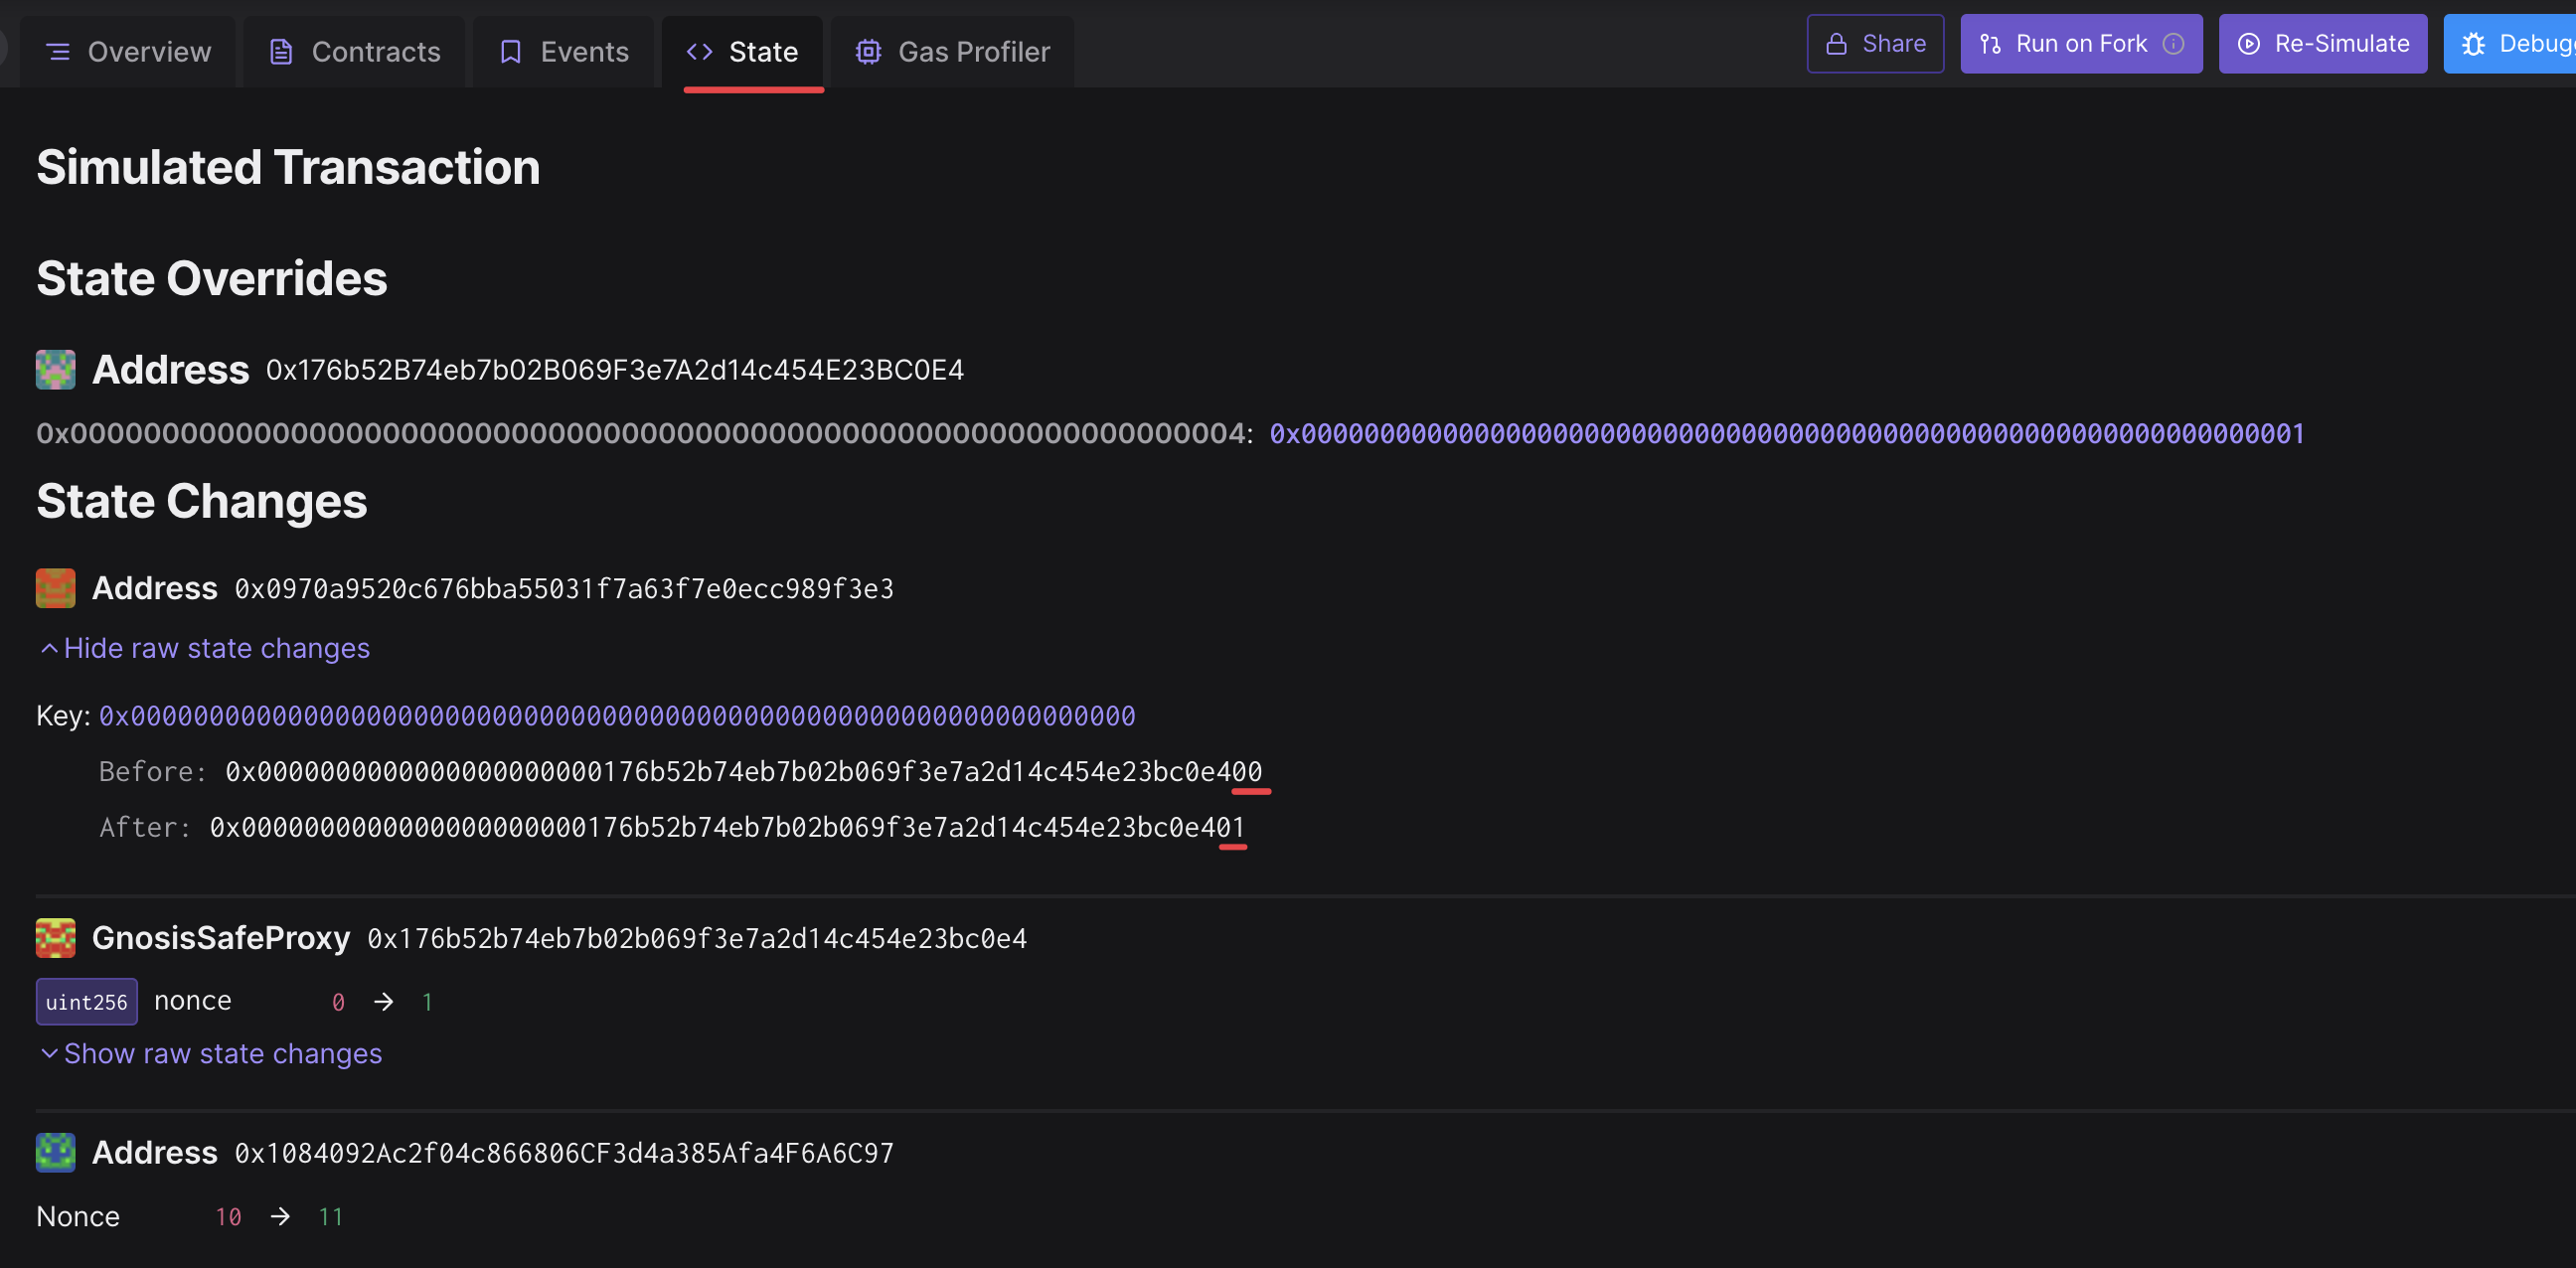 Overview
Contracts
Events
State
Gas Profiler
Share
Run on Fork
Re-Simulate
Debug
Simulated Transaction
State Overrides
Address 0x176b52B74eb7b02B069F3e7A2d14c454E23BC0E4
0x0000000000000000000000000000000000000000000000000000000000000004: 0x0000000000000000000000000000000000000000000000000000000000000001
State Changes
Address 0x0970a9520c676bba55031f7a63f7e0ecc989f3e3
Hide raw state changes
Key: 0x0000000000000000000000000000000000000000000000000000000000000000
Before: 0x0000000000000000000000176b52b74eb7b02b069f3e7a2d14c454e23bc0e400
After: 0x0000000000000000000000176b52b74eb7b02b069f3e7a2d14c454e23bc0e401
GnosisSafeProxy 0x176b52b74eb7b02b069f3e7a2d14c454e23bc0e4
uint256 nonce 0 → 1
Show raw state changes
Address 0x1084092Ac2f04c866806CF3d4a385Afa4F6A6C97
Nonce 10 → 11